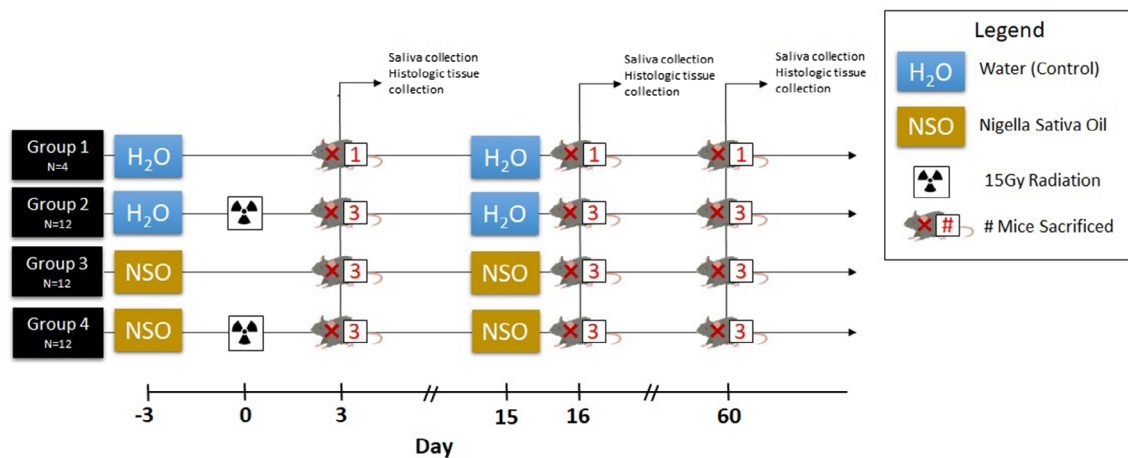 Saliva collection
Histologic tissue
collection
Saliva collection
Histologic tissue
collection
Saliva collection
Histologic tissue
collection
Legend
H₂O Water (Control)
NSO Nigella Sativa Oil
15Gy Radiation
# # Mice Sacrificed
Group 1
N=4
H₂O 1 H₂O 1 1
Group 2
N=12
H₂O 3 H₂O 3 3
Group 3
N=12
NSO 3 NSO 3 3
Group 4
N=12
NSO 3 NSO 3 3
-3 0 3 15 16 60
Day